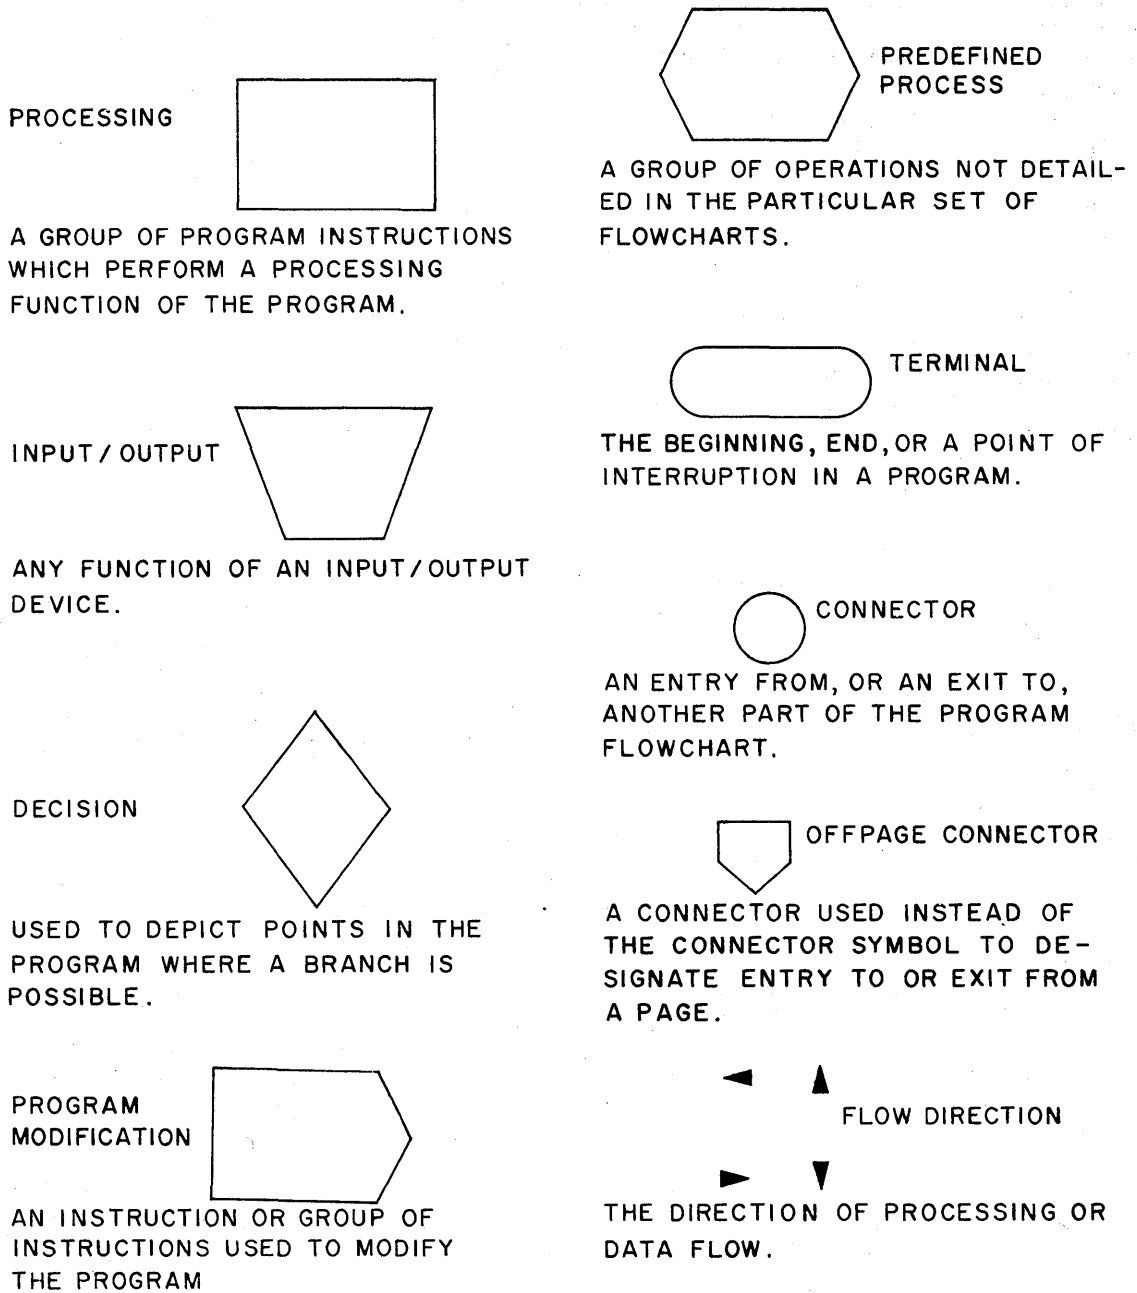 PROCESSING
A GROUP OF PROGRAM INSTRUCTIONS
WHICH PERFORM A PROCESSING
FUNCTION OF THE PROGRAM.
INPUT / OUTPUT
ANY FUNCTION OF AN INPUT/OUTPUT
DEVICE.
DECISION
USED TO DEPICT POINTS IN THE
PROGRAM WHERE A BRANCH IS
POSSIBLE.
PROGRAM
MODIFICATION
AN INSTRUCTION OR GROUP OF
INSTRUCTIONS USED TO MODIFY
THE PROGRAM
PREDEFINED
PROCESS
A GROUP OF OPERATIONS NOT DETAIL-
ED IN THE PARTICULAR SET OF
FLOWCHARTS.
TERMINAL
THE BEGINNING, END, OR A POINT OF
INTERRUPTION IN A PROGRAM.
CONNECTOR
AN ENTRY FROM, OR AN EXIT TO,
ANOTHER PART OF THE PROGRAM
FLOWCHART.
OFFPAGE CONNECTOR
A CONNECTOR USED INSTEAD OF
THE CONNECTOR SYMBOL TO DE-
SIGNATE ENTRY TO OR EXIT FROM
A PAGE.
FLOW DIRECTION
THE DIRECTION OF PROCESSING OR
DATA FLOW.